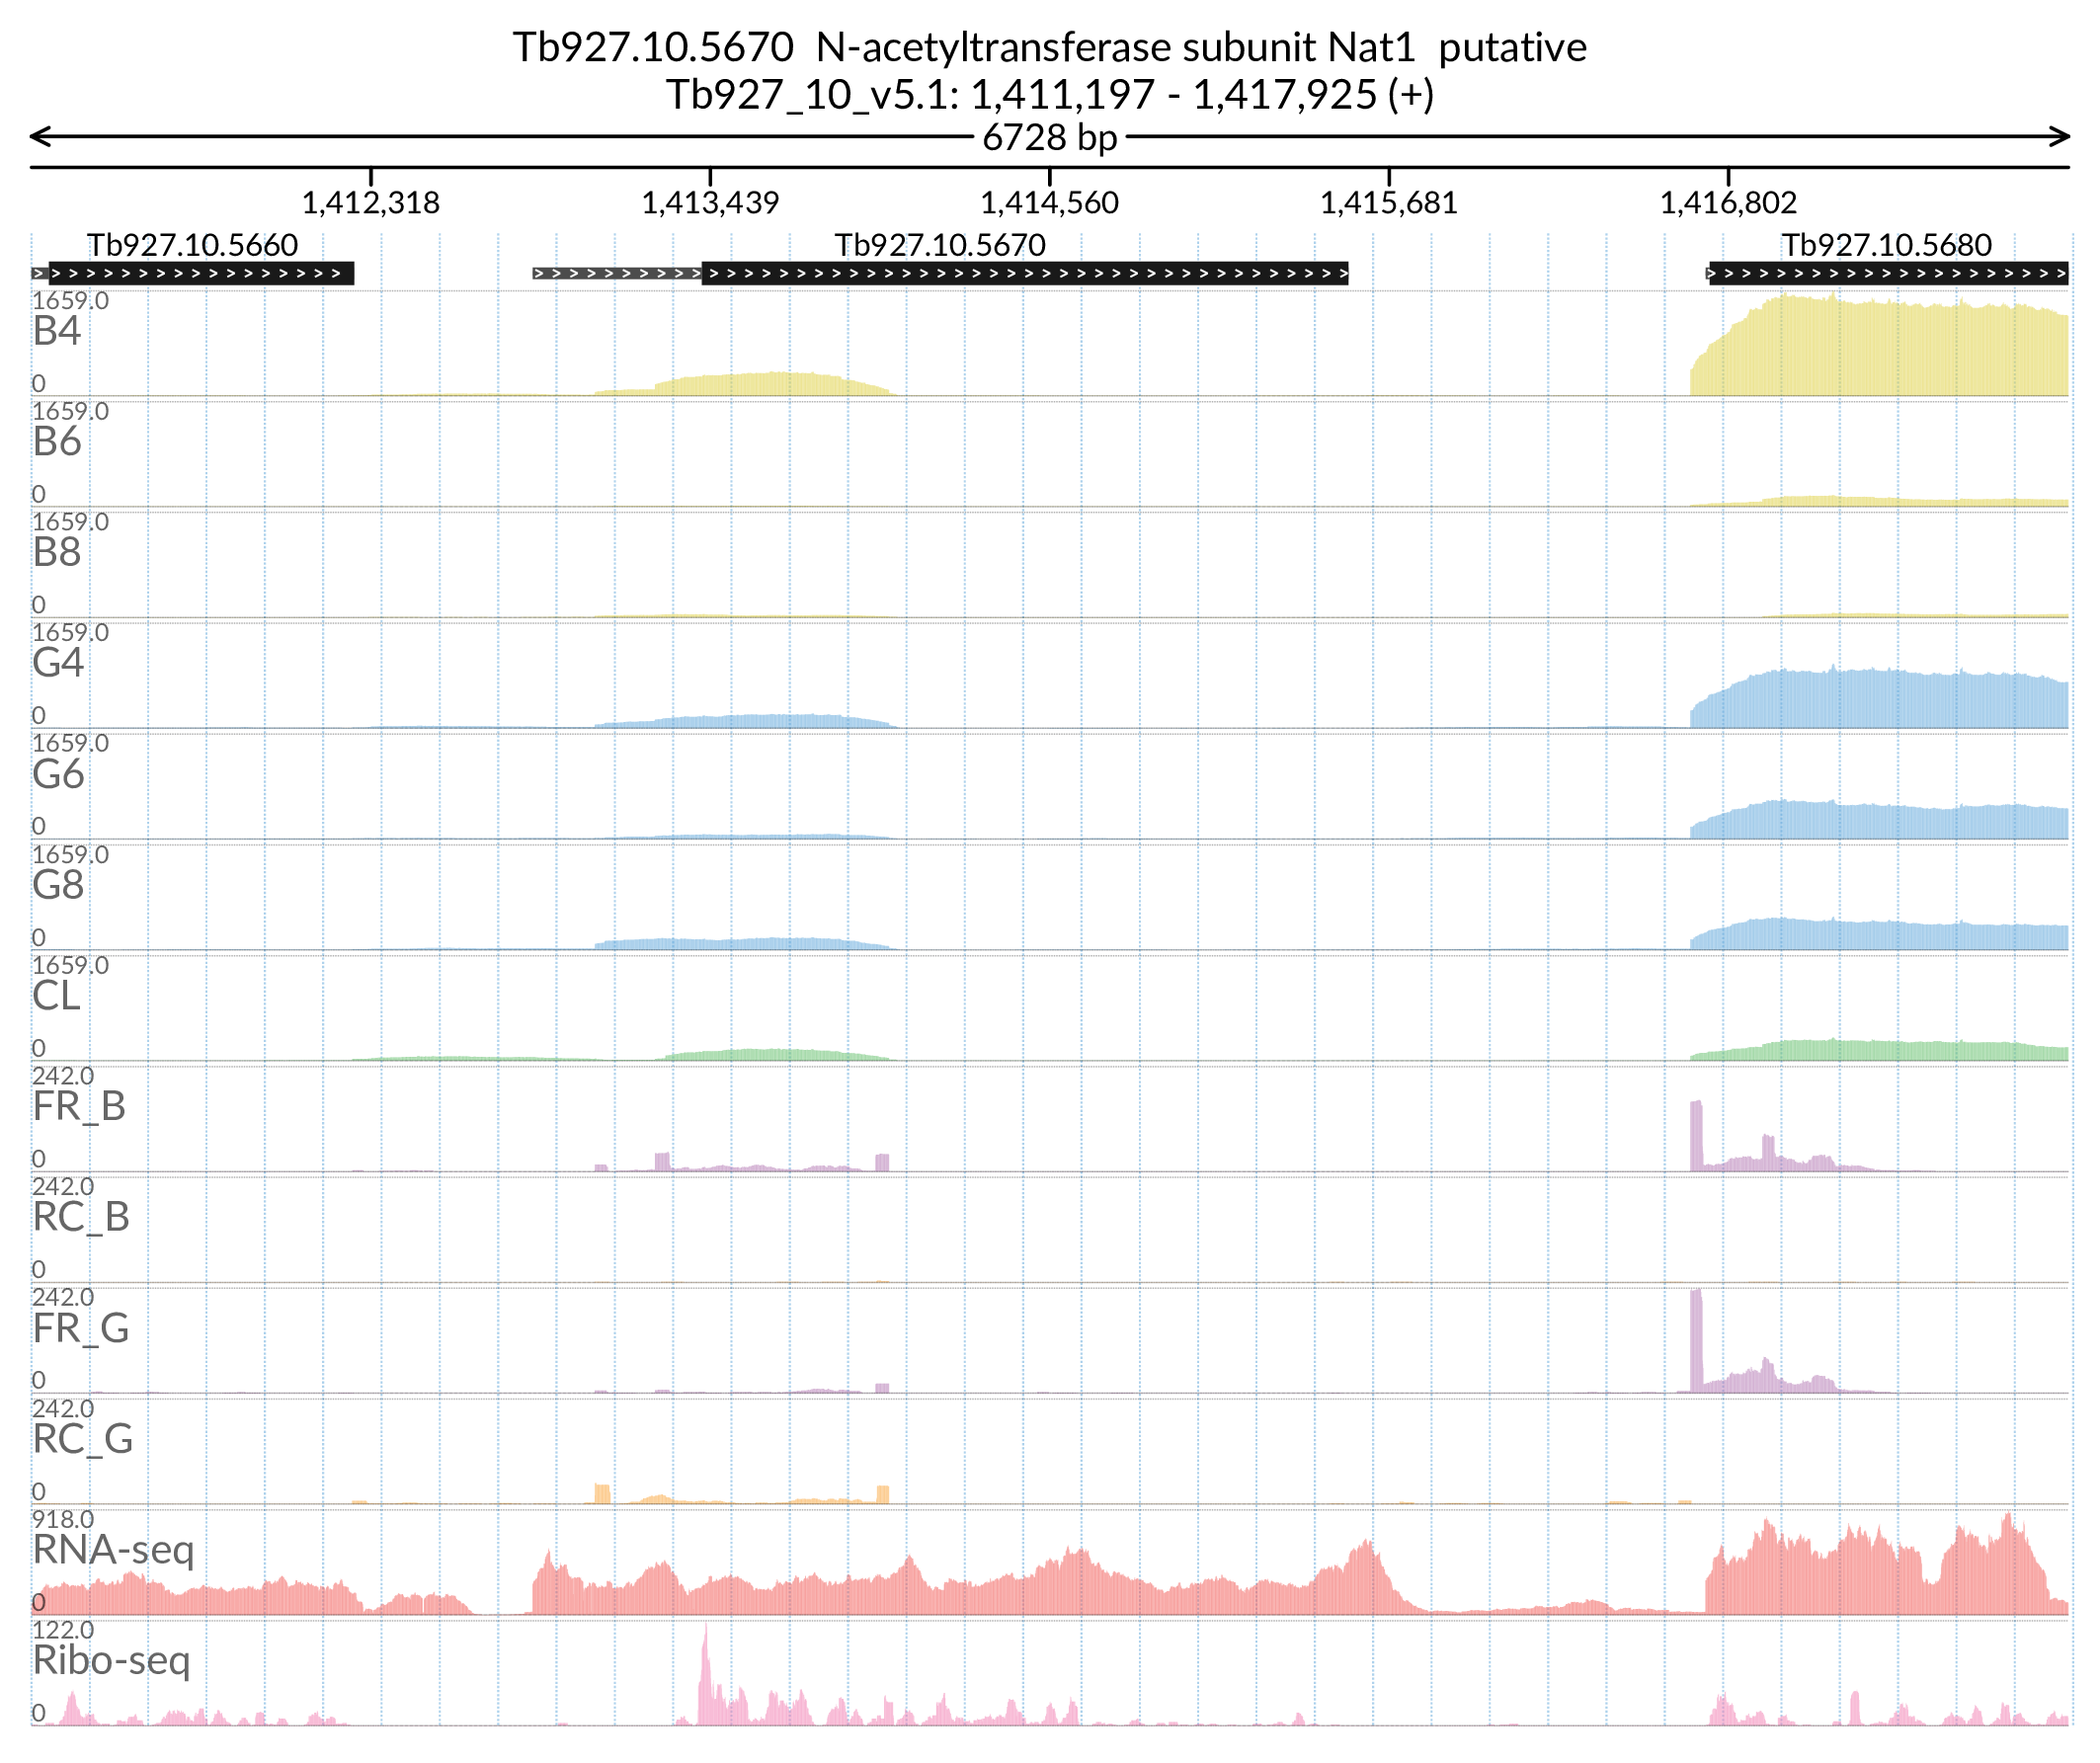 Tb927.10.5670 N-acetyltransferase subunit Nat1 putative
Tb927_10_v5.1: 1,411,197 - 1,417,925 (+)
6728 bp
1,412,318 1,413,439 1,414,560 1,415,681 1,416,802
Tb927.10.5660 Tb927.10.5670 Tb927.10.5680
1659.0
B4
0
1659.0
B6
0
1659.0
B8
0
1659.0
G4
0
1659.0
G6
0
1659.0
G8
0
1659.0
CL
0
242.0
FR_B
0
242.0
RC_B
0
242.0
FR_G
0
242.0
RC_G
0
918.0
RNA-seq
0
122.0
Ribo-seq
0